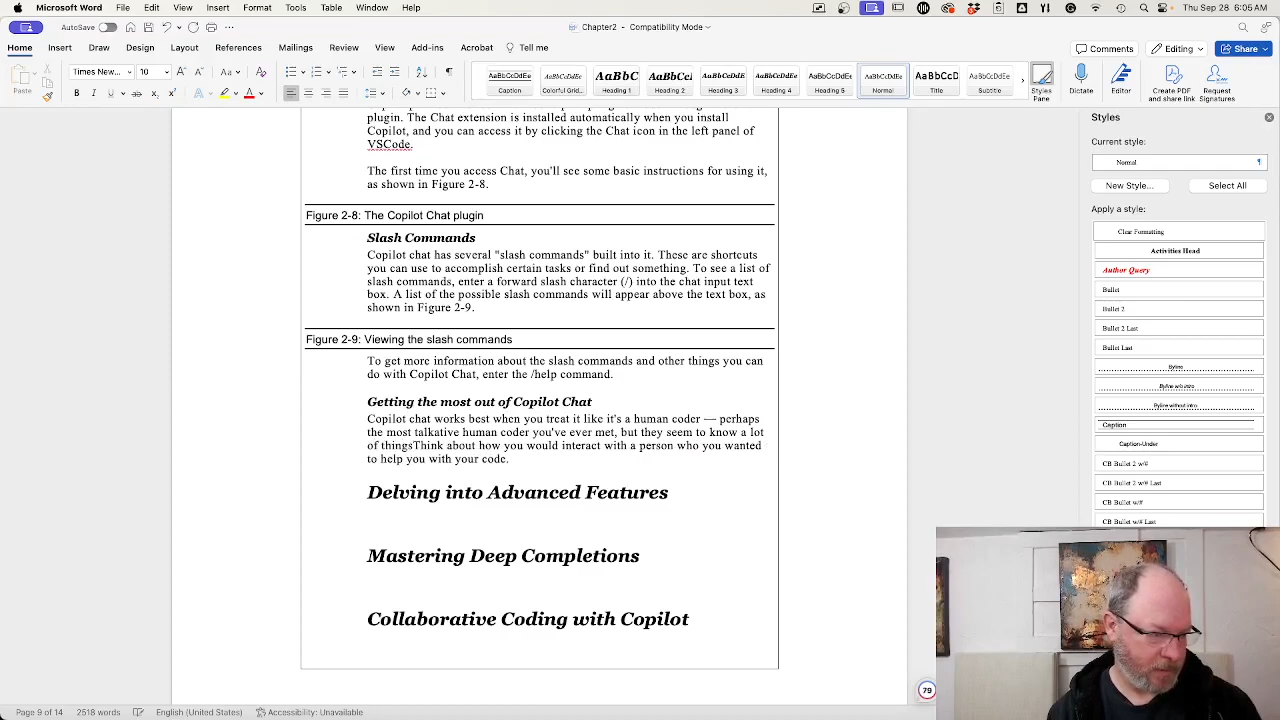 Microsoft Word File Edit View Insert Format Tools Table Window Help Thu Sep 28 8:06 AM
AutoSave Chapter2 - Compatibility Mode
Home Insert Draw Design Layout References Mailings Review View Add-ins Acrobat Tell me Comments Editing Share
Paste Times New... 10 Aa
AaBbCcDdEe AaBbCcDdEe AaBbC AaBbCcI AaBbCcDdEe AaBbCcDdEe AaBbCcDdEe AaBbCcDdEe AaBbCcD AaBbCcDdEe
Caption Colorful Grid... Heading 1 Heading 2 Heading 3 Heading 4 Heading 5 Normal Title Subtitle
Styles Pane Dictate Editor Create PDF and share link Request Signatures
plugin. The Chat extension is installed automatically when you install
Copilot, and you can access it by clicking the Chat icon in the left panel of
VSCode.
The first time you access Chat, you'll see some basic instructions for using it,
as shown in Figure 2-8.
Figure 2-8: The Copilot Chat plugin
Slash Commands
Copilot chat has several "slash commands" built into it. These are shortcuts
you can use to accomplish certain tasks or find out something. To see a list of
slash commands, enter a forward slash character (/) into the chat input text
box. A list of the possible slash commands will appear above the text box, as
shown in Figure 2-9.
Figure 2-9: Viewing the slash commands
To get more information about the slash commands and other things you can
do with Copilot Chat, enter the /help command.
Getting the most out of Copilot Chat
Copilot chat works best when you treat it like it's a human coder — perhaps
the most talkative human coder you've ever met, but they seem to know a lot
of thingsThink about how you would interact with a person who you wanted
to help you with your code.
Delving into Advanced Features
Mastering Deep Completions
Collaborative Coding with Copilot
Styles
Current style:
Normal
New Style... Select All
Apply a style:
Clear Formatting
Activities Head
Author Query
Bullet
Bullet 2
Bullet 2 Last
Bullet Last
Byline
Byline w/o intro
Byline without intro
Caption
Caption-Under
CB Bullet 2 w/#
CB Bullet 2 w/# Last
CB Bullet w/#
CB Bullet w/# Last
79
Page 9 of 14 2518 words English (United States) Accessibility: Unavailable